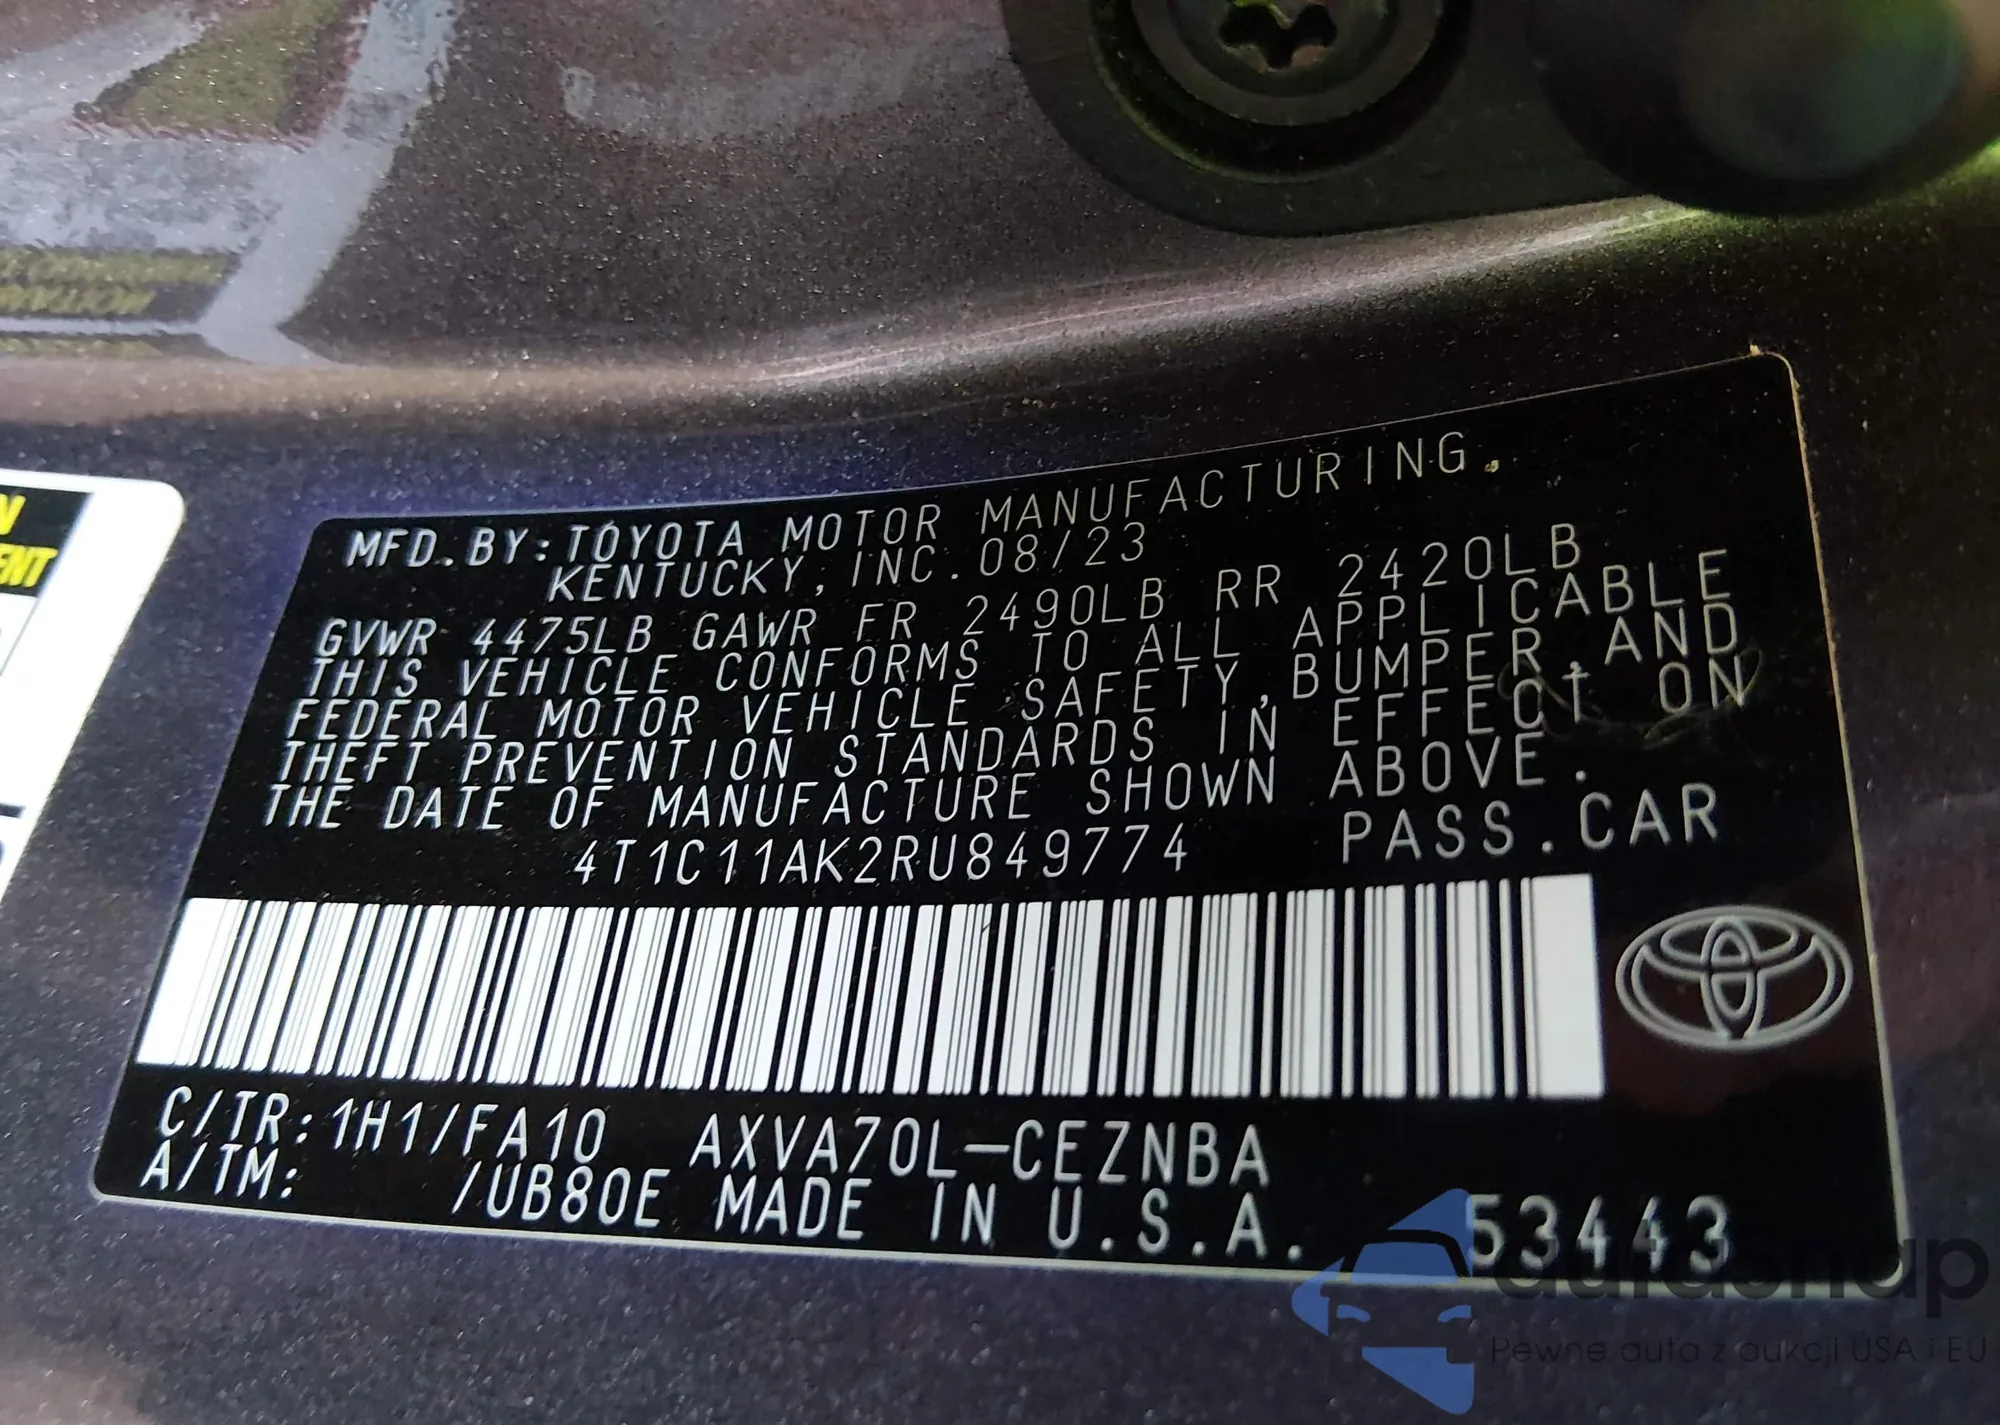 N
ENT
MFD.BY:TOYOTA MOTOR MANUFACTURING.
KENTUCKY, INC. 08/23
GVWR 4475LB GAWR FR 2490LB RR 2420LB
THIS VEHICLE CONFORMS TO ALL APPLICABLE
FEDERAL MOTOR VEHICLE SAFETY,BUMPER,AND
THEFT PREVENTION STANDARDS IN EFFECT ON
THE DATE OF MANUFACTURE SHOWN ABOVE.
4T1C11AK2RU849774 PASS.CAR
C/TR:1H1/FA10 AXVA70L-CEZNBA
A/TM: /UB80E MADE IN U.S.A. 53443
Pewne auta z aukcji USA i EU